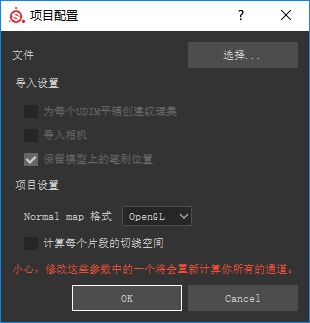 项目配置
?
文件
选择...
导入设置
为每个UDIM平铺创建纹理集
导入相机
保留模型上的笔刷位置
项目设置
Normal map 格式
OpenGL
计算每个片段的切线空间
小心，修改这些参数中的一个将会重新计算你所有的通道。
OK
Cancel